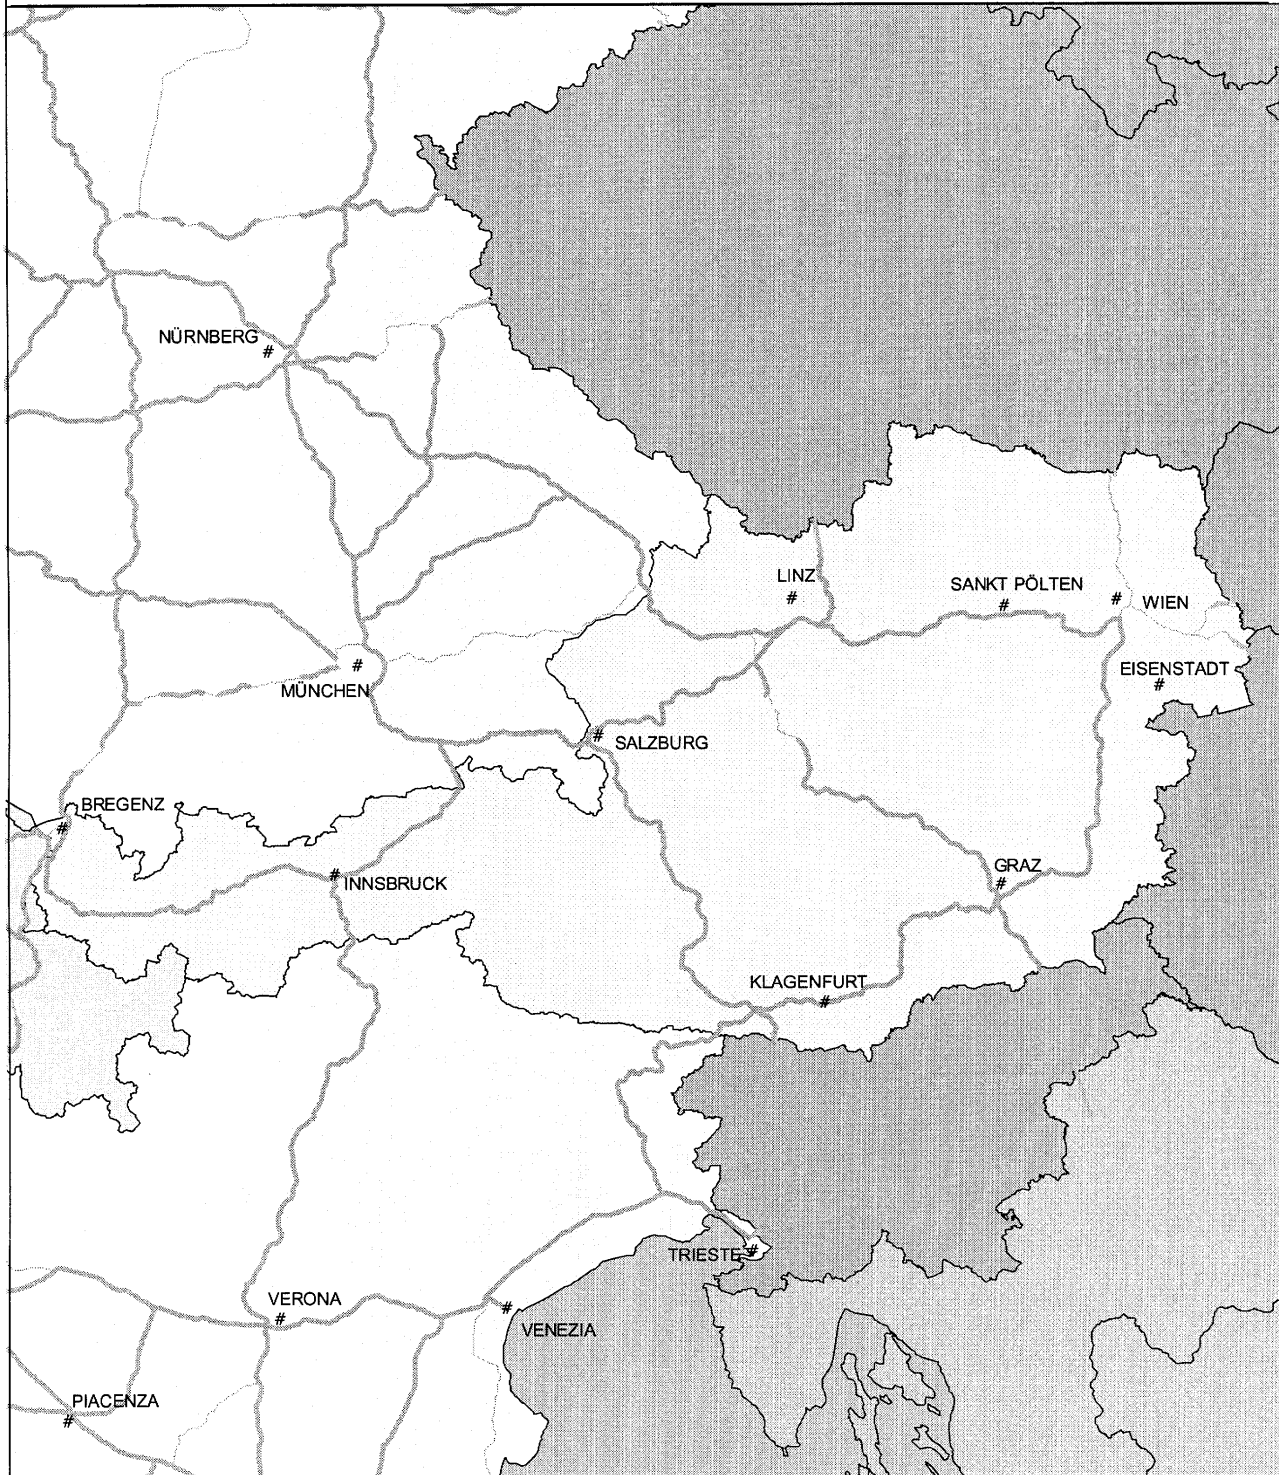 NÜRNBERG
LINZ
SANKT PÖLTEN
WIEN
EISENSTADT
MÜNCHEN
SALZBURG
BREGENZ
GRAZ
INNSBRUCK
KLAGENFURT
TRIESTE
VERONA
VENEZIA
PIACENZA